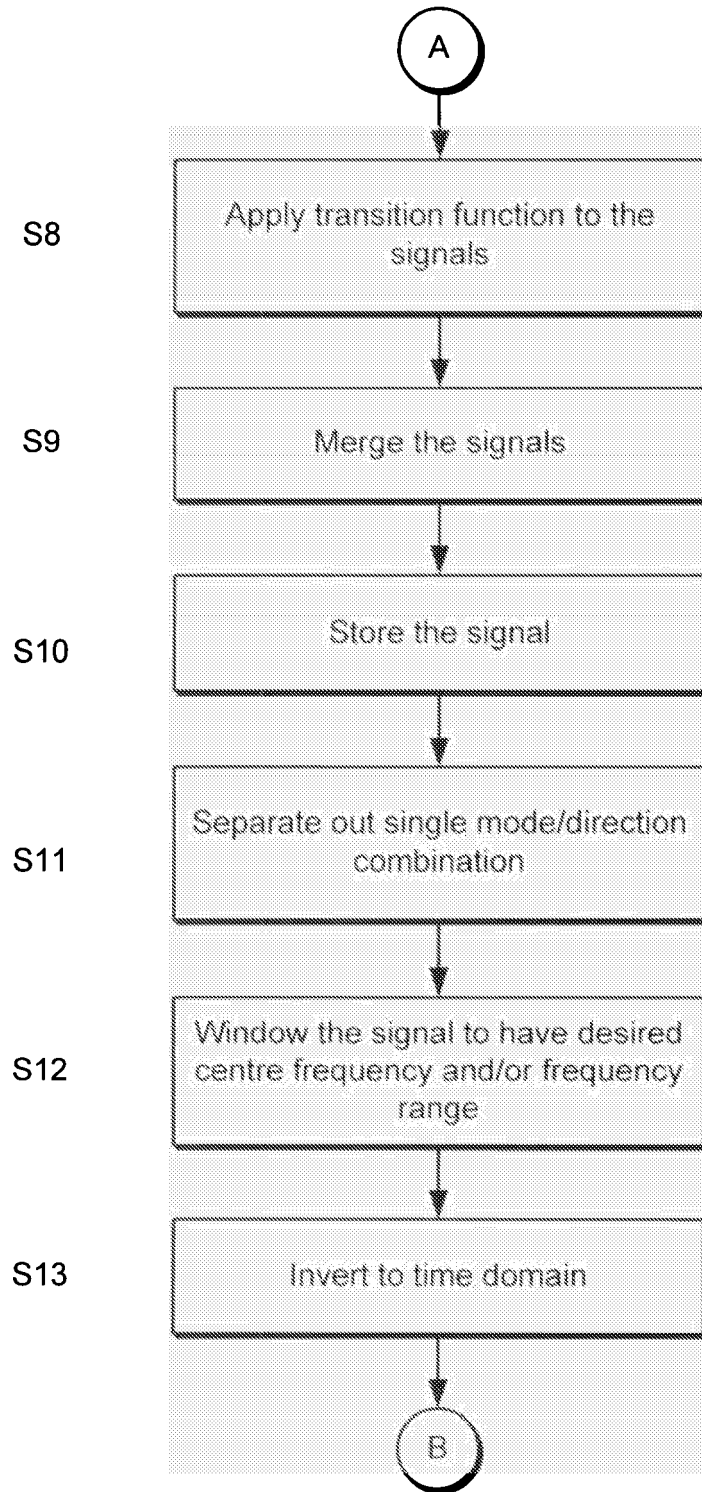 A
S8
Apply transition function to the
signals
S9
Merge the signals
S10
Store the signal
S11
Separate out single mode/direction
combination
S12
Window the signal to have desired
centre frequency and/or frequency
range
S13
Invert to time domain
B